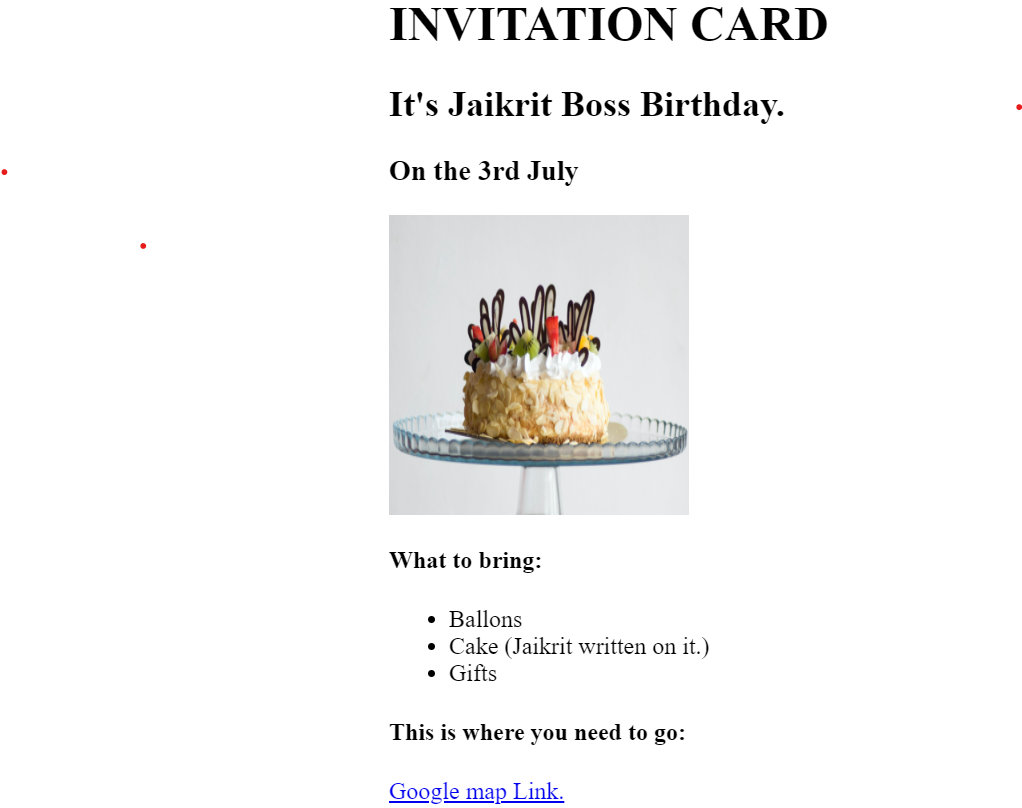 INVITATION CARD
It's Jaikrit Boss Birthday.
On the 3rd July
What to bring:
Ballons
Cake (Jaikrit written on it.)
Gifts
This is where you need to go:
Google map Link.